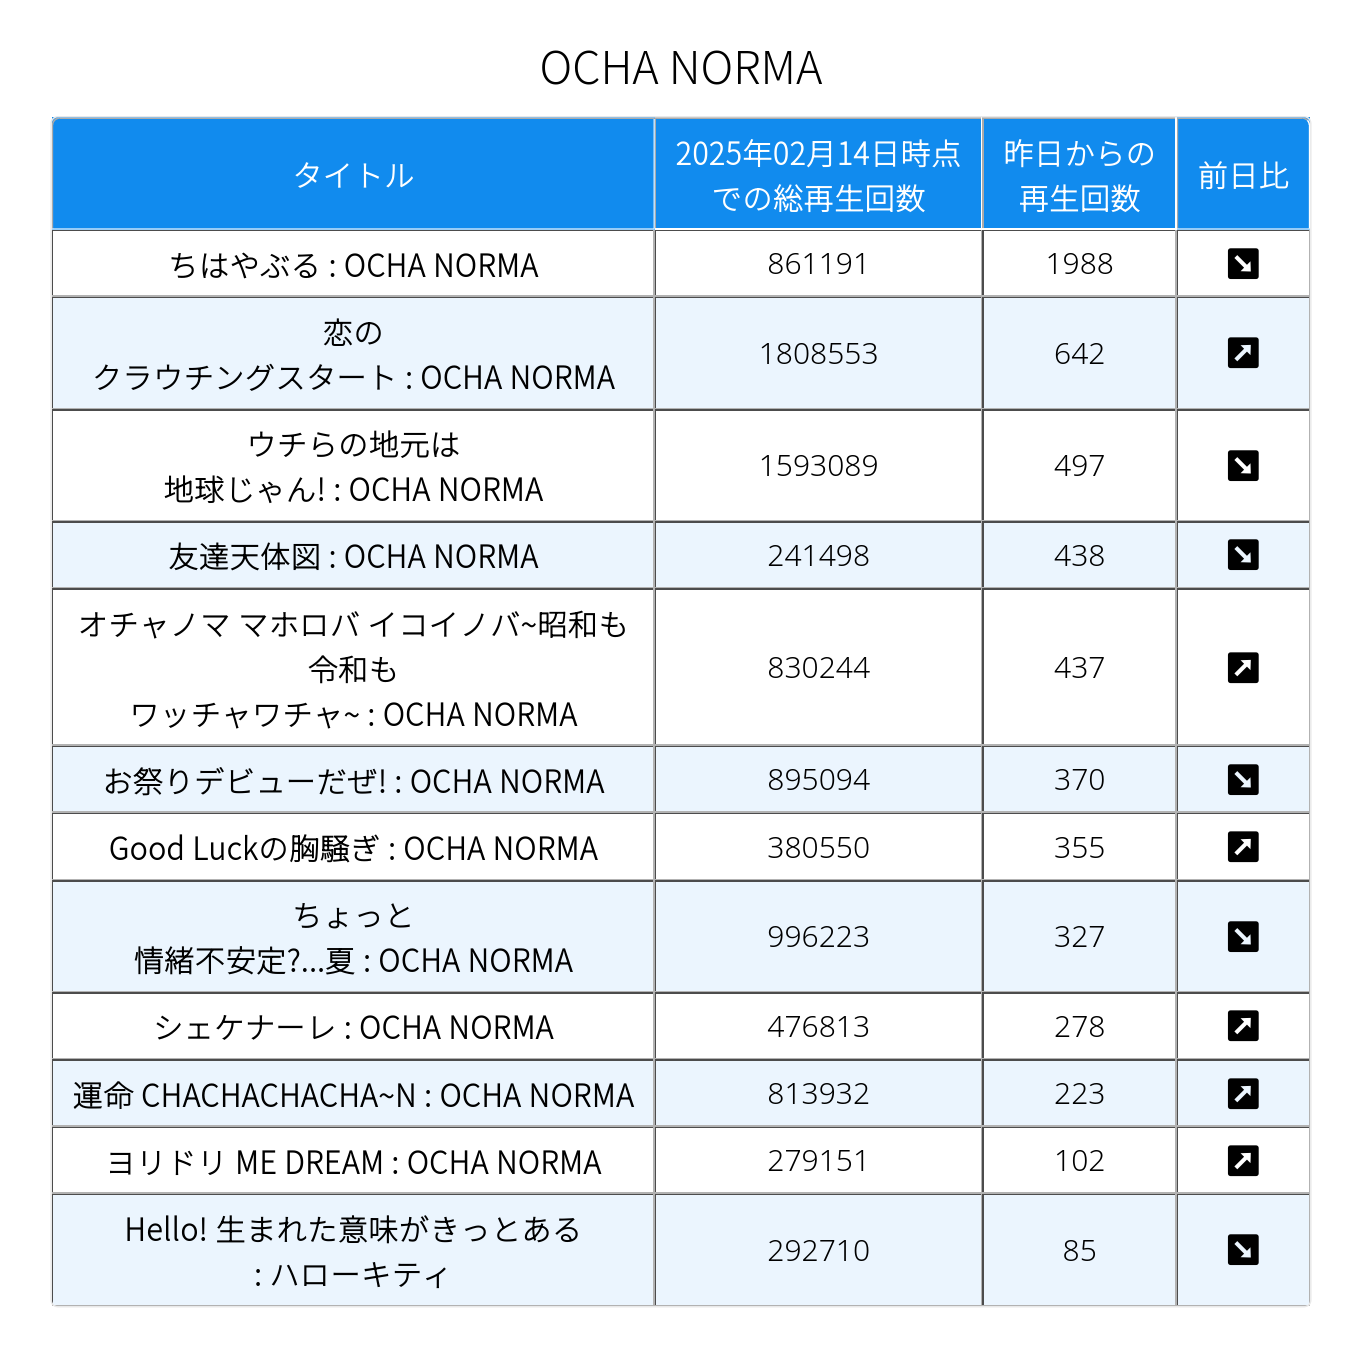 OCHA NORMA
タイトル
2025年02月14日時点
での総再生回数
昨日からの
再生回数
前日比
ちはやぶる : OCHA NORMA
861191
1988
恋の
クラウチングスタート : OCHA NORMA
1808553
642
ウチらの地元は
地球じゃん! : OCHA NORMA
1593089
497
友達天体図 : OCHA NORMA
241498
438
オチャノマ マホロバ イコイノバ~昭和も
令和も
ワッチャワチャ~ : OCHA NORMA
830244
437
お祭りデビューだぜ! : OCHA NORMA
895094
370
Good Luckの胸騒ぎ : OCHA NORMA
380550
355
ちょっと
情緒不安定?...夏 : OCHA NORMA
996223
327
シェケナーレ : OCHA NORMA
476813
278
運命 CHACHACHACHA~N : OCHA NORMA
813932
223
ヨリドリ ME DREAM : OCHA NORMA
279151
102
Hello! 生まれた意味がきっとある
: ハローキティ
292710
85